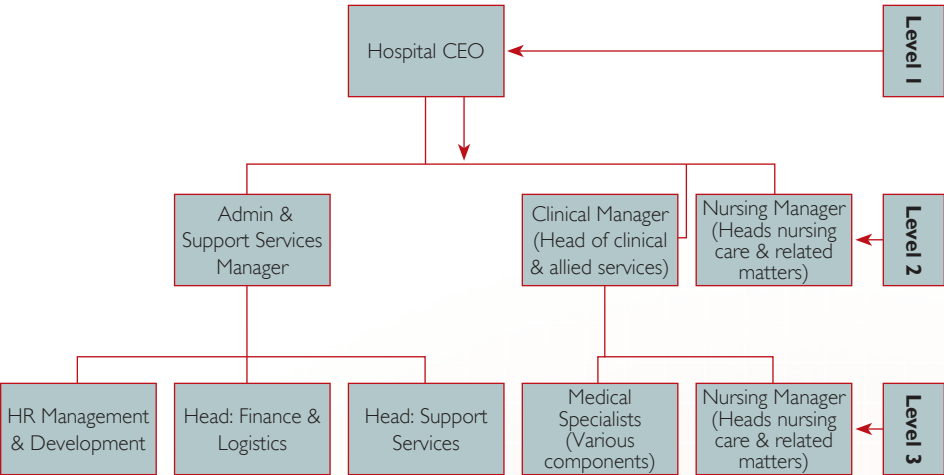 Hospital CEO
Level 1
Admin &
Support Services
Manager
Clinical Manager
(Head of clinical
& allied services)
Nursing Manager
(Heads nursing
care & related
matters)
Level 2
HR Management
& Development
Head: Finance &
Logistics
Head: Support
Services
Medical
Specialists
(Various
components)
Nursing Manager
(Heads nursing
care & related
matters)
Level 3